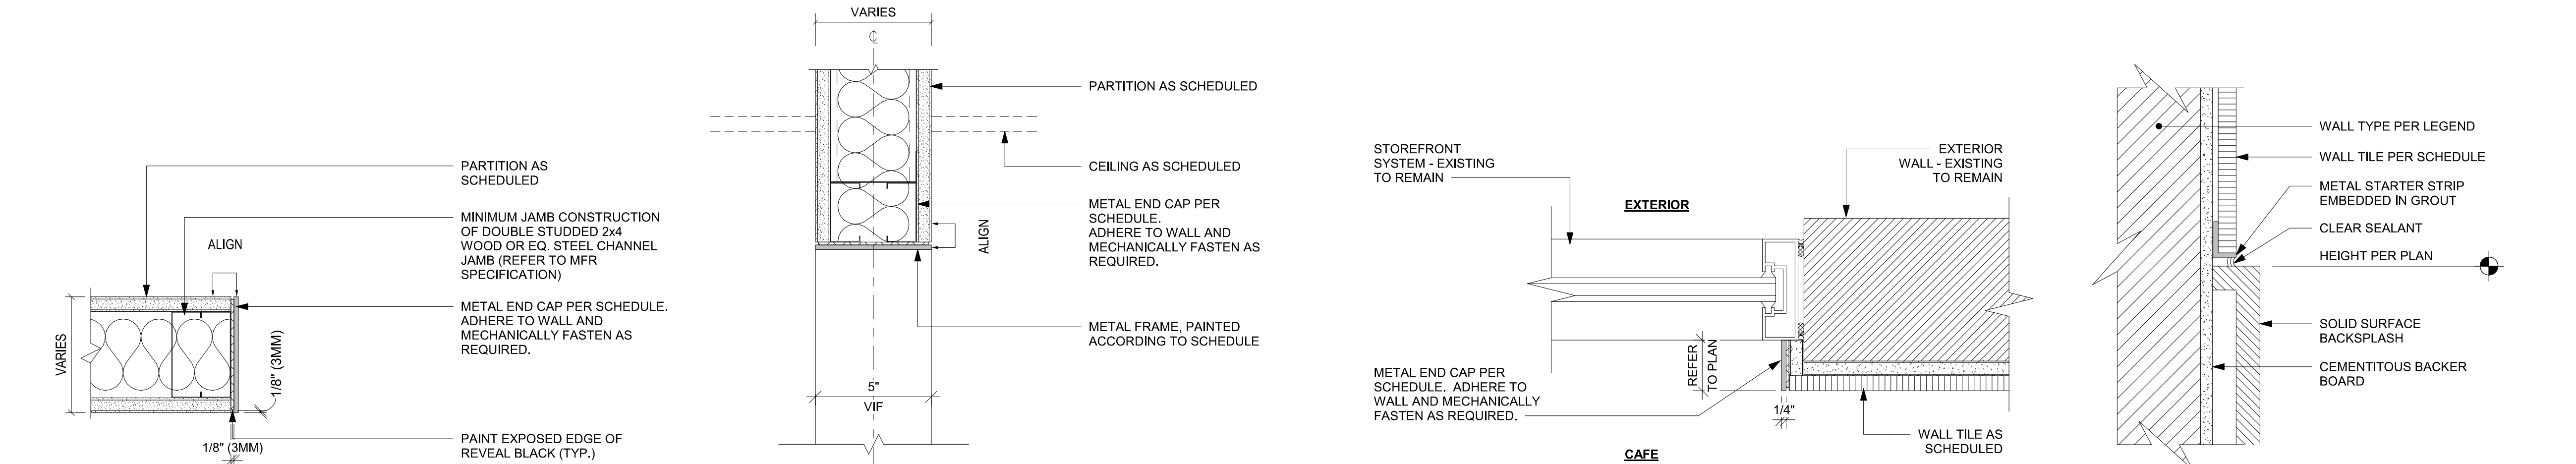 PARTITION AS
SCHEDULED
MINIMUM JAMB CONSTRUCTION
OF DOUBLE STUDDED 2x4
WOOD OR EQ. STEEL CHANNEL
JAMB (REFER TO MFR
SPECIFICATION)
ALIGN
METAL END CAP PER SCHEDULE.
ADHERE TO WALL AND
MECHANICALLY FASTEN AS
REQUIRED.
VARIES
1/8" (3MM)
1/8" (3MM)
PAINT EXPOSED EDGE OF
REVEAL BLACK (TYP.)
VARIES
℄
PARTITION AS SCHEDULED
CEILING AS SCHEDULED
METAL END CAP PER
SCHEDULE.
ADHERE TO WALL AND
MECHANICALLY FASTEN AS
REQUIRED.
ALIGN
METAL FRAME, PAINTED
ACCORDING TO SCHEDULE
5"
VIF
STOREFRONT
SYSTEM - EXISTING
TO REMAIN
EXTERIOR
EXTERIOR
WALL - EXISTING
TO REMAIN
REFER
TO PLAN
METAL END CAP PER
SCHEDULE. ADHERE TO
WALL AND MECHANICALLY
FASTEN AS REQUIRED.
1/4"
WALL TILE AS
SCHEDULED
CAFE
WALL TYPE PER LEGEND
WALL TILE PER SCHEDULE
METAL STARTER STRIP
EMBEDDED IN GROUT
CLEAR SEALANT
HEIGHT PER PLAN
SOLID SURFACE
BACKSPLASH
CEMENTITOUS BACKER
BOARD